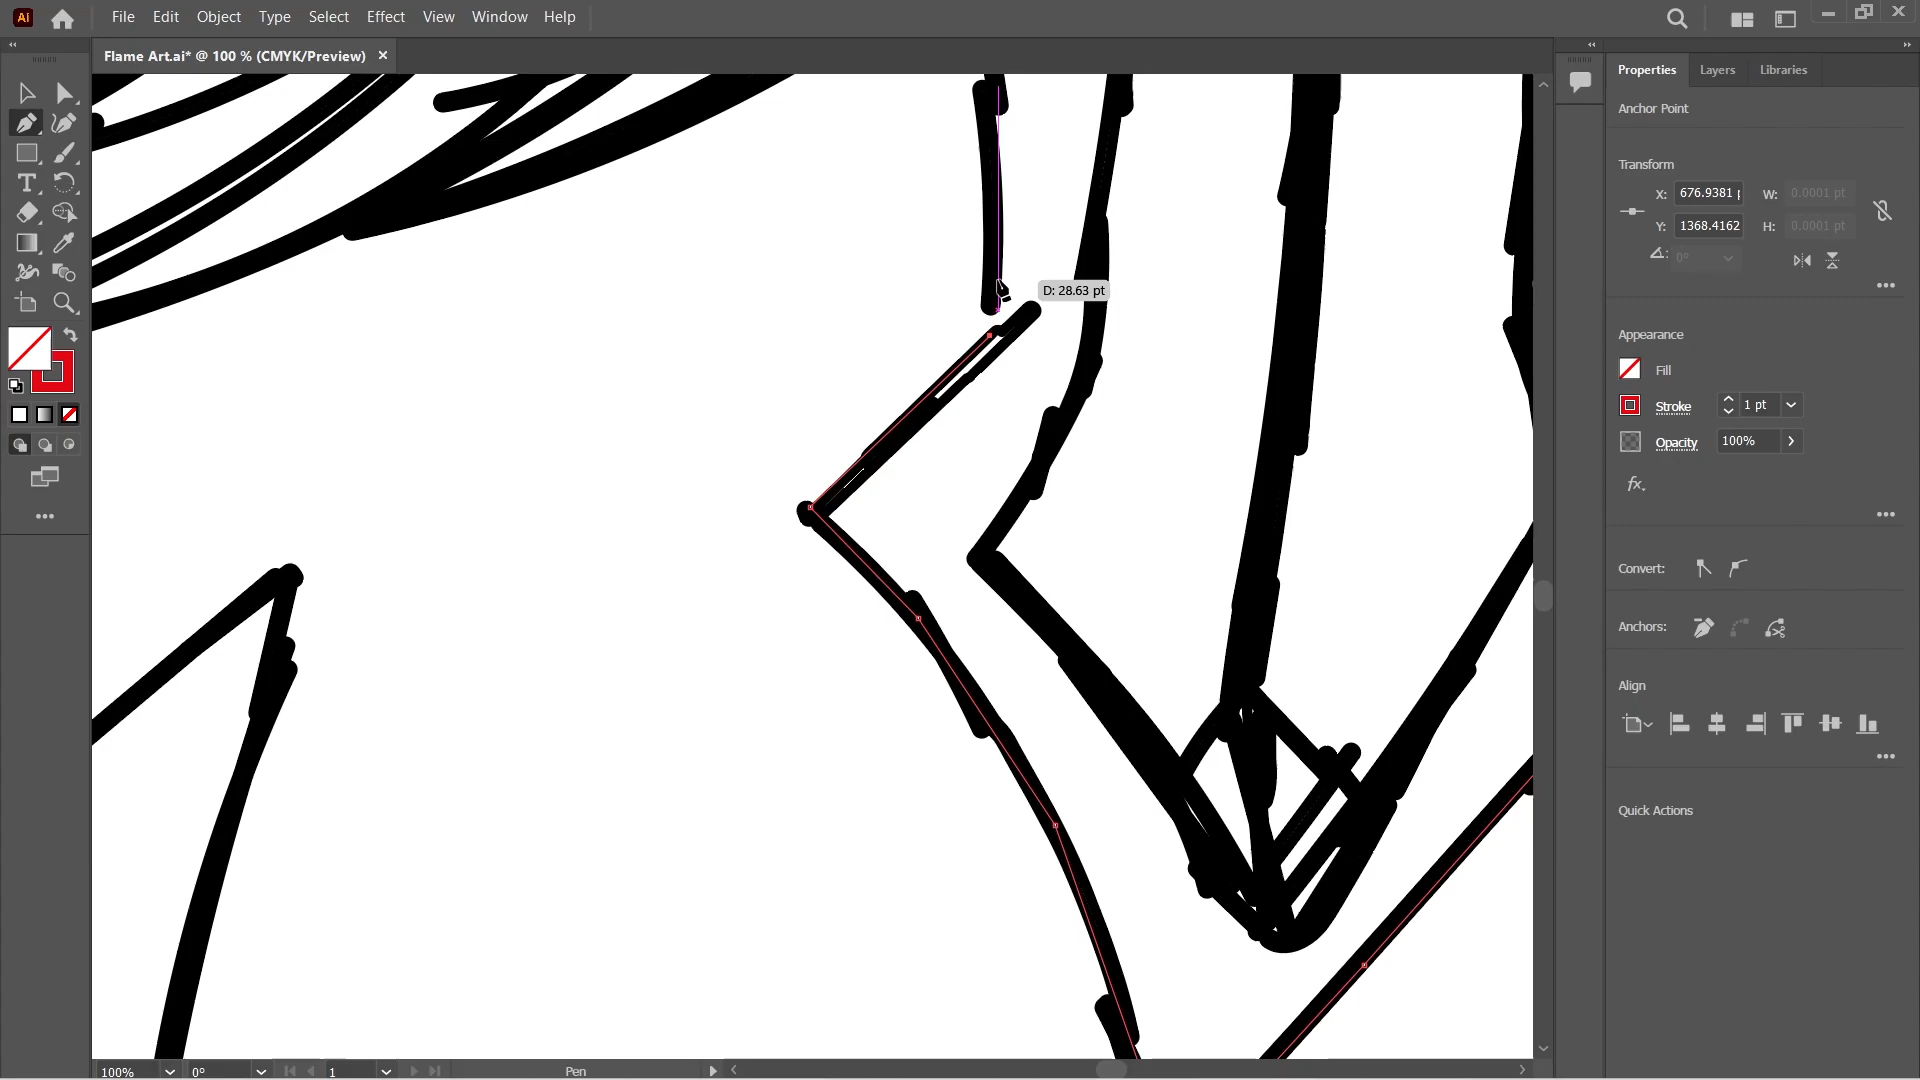 Ai File Edit Object Type Select Effect View Window Help
Flame Art.ai* @ 100 % (CMYK/Preview)
Properties Layers Libraries
Anchor Point
Transform
X: 676.9381 W: 0.0001 pt
Y: 1368.4162 H: 0.0001 pt
0°
D: 28.63 pt
Appearance
Fill
Stroke 1 pt
Opacity 100%
fx.
Convert:
Anchors:
Align
Quick Actions
100% 0° 1 Pen